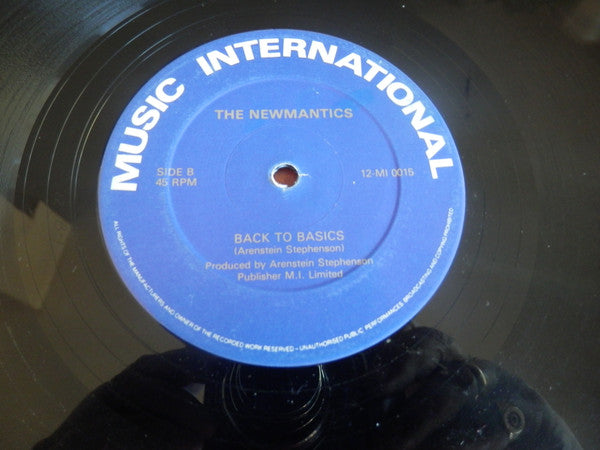 MUSIC INTERNATIONAL
THE NEWMANTICS
SIDE B
45 RPM
12-MI 0015
BACK TO BASICS
(Arenstein Stephenson)
Produced by Arenstein Stephenson
Publisher M.I. Limited
ALL RIGHTS OF THE MANUFACTURERS AND OWNER OF THE RECORDED WORK RESERVED – UNAUTHORISED PUBLIC PERFORMANCES, BROADCASTING AND COPYING PROHIBITED